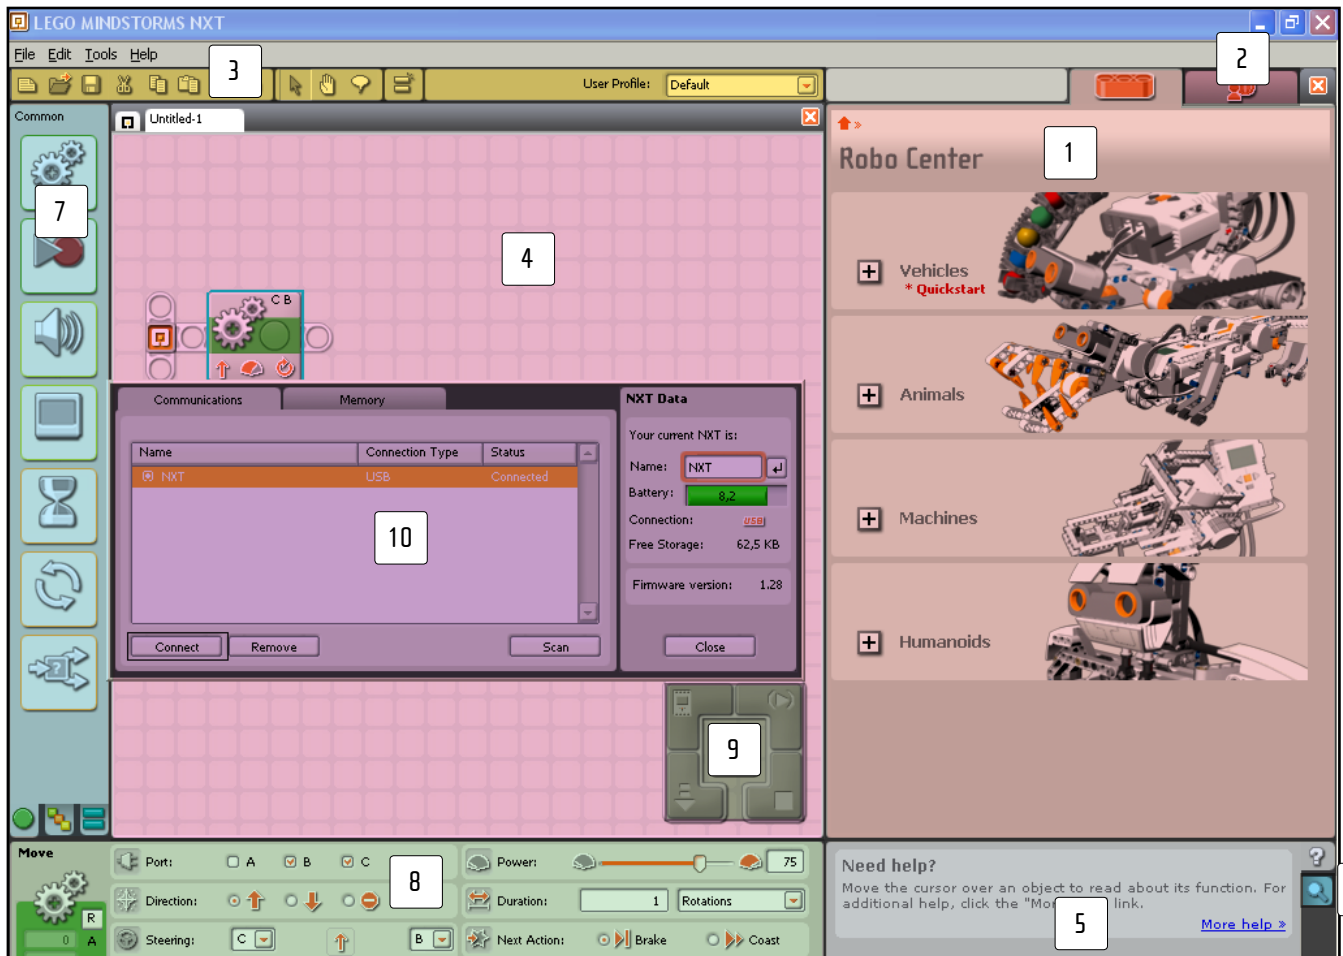 LEGO MINDSTORMS NXT
File Edit Tools Help
2
3
User Profile: Default
Common
Untitled-1
Robo Center
1
7
4
C B
Vehicles
* Quickstart
Animals
Machines
Humanoids
Communications Memory
Name Connection Type Status
NXT USB Connected
10
Connect Remove Scan
NXT Data
Your current NXT is:
Name: NXT
Battery: 8,2
Connection: USB
Free Storage: 62,5 KB
Firmware version: 1.28
Close
?
9
Move
R
0 A
Port: A B C
8
Power: 75
Direction:
Duration: 1 Rotations
Steering: C B
Next Action: Brake Coast
Need help?
Move the cursor over an object to read about its function. For
additional help, click the "Mor link.
5
More help »
?